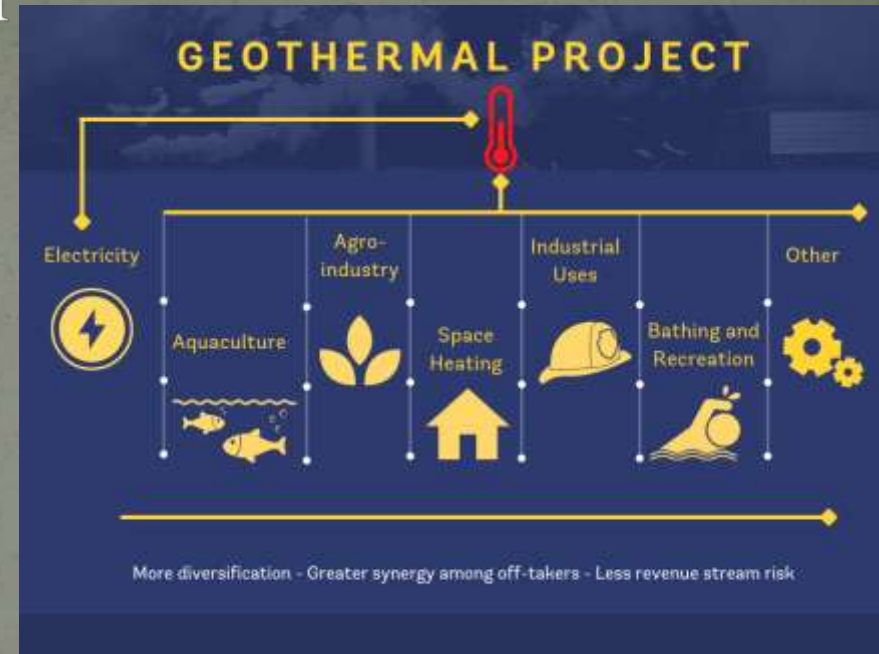 GEOTHERMAL PROJECT
Electricity
Aquaculture
Agro-
industry
Space
Heating
Industrial
Uses
Bathing and
Recreation
Other
More diversification - Greater synergy among off-takers - Less revenue stream risk